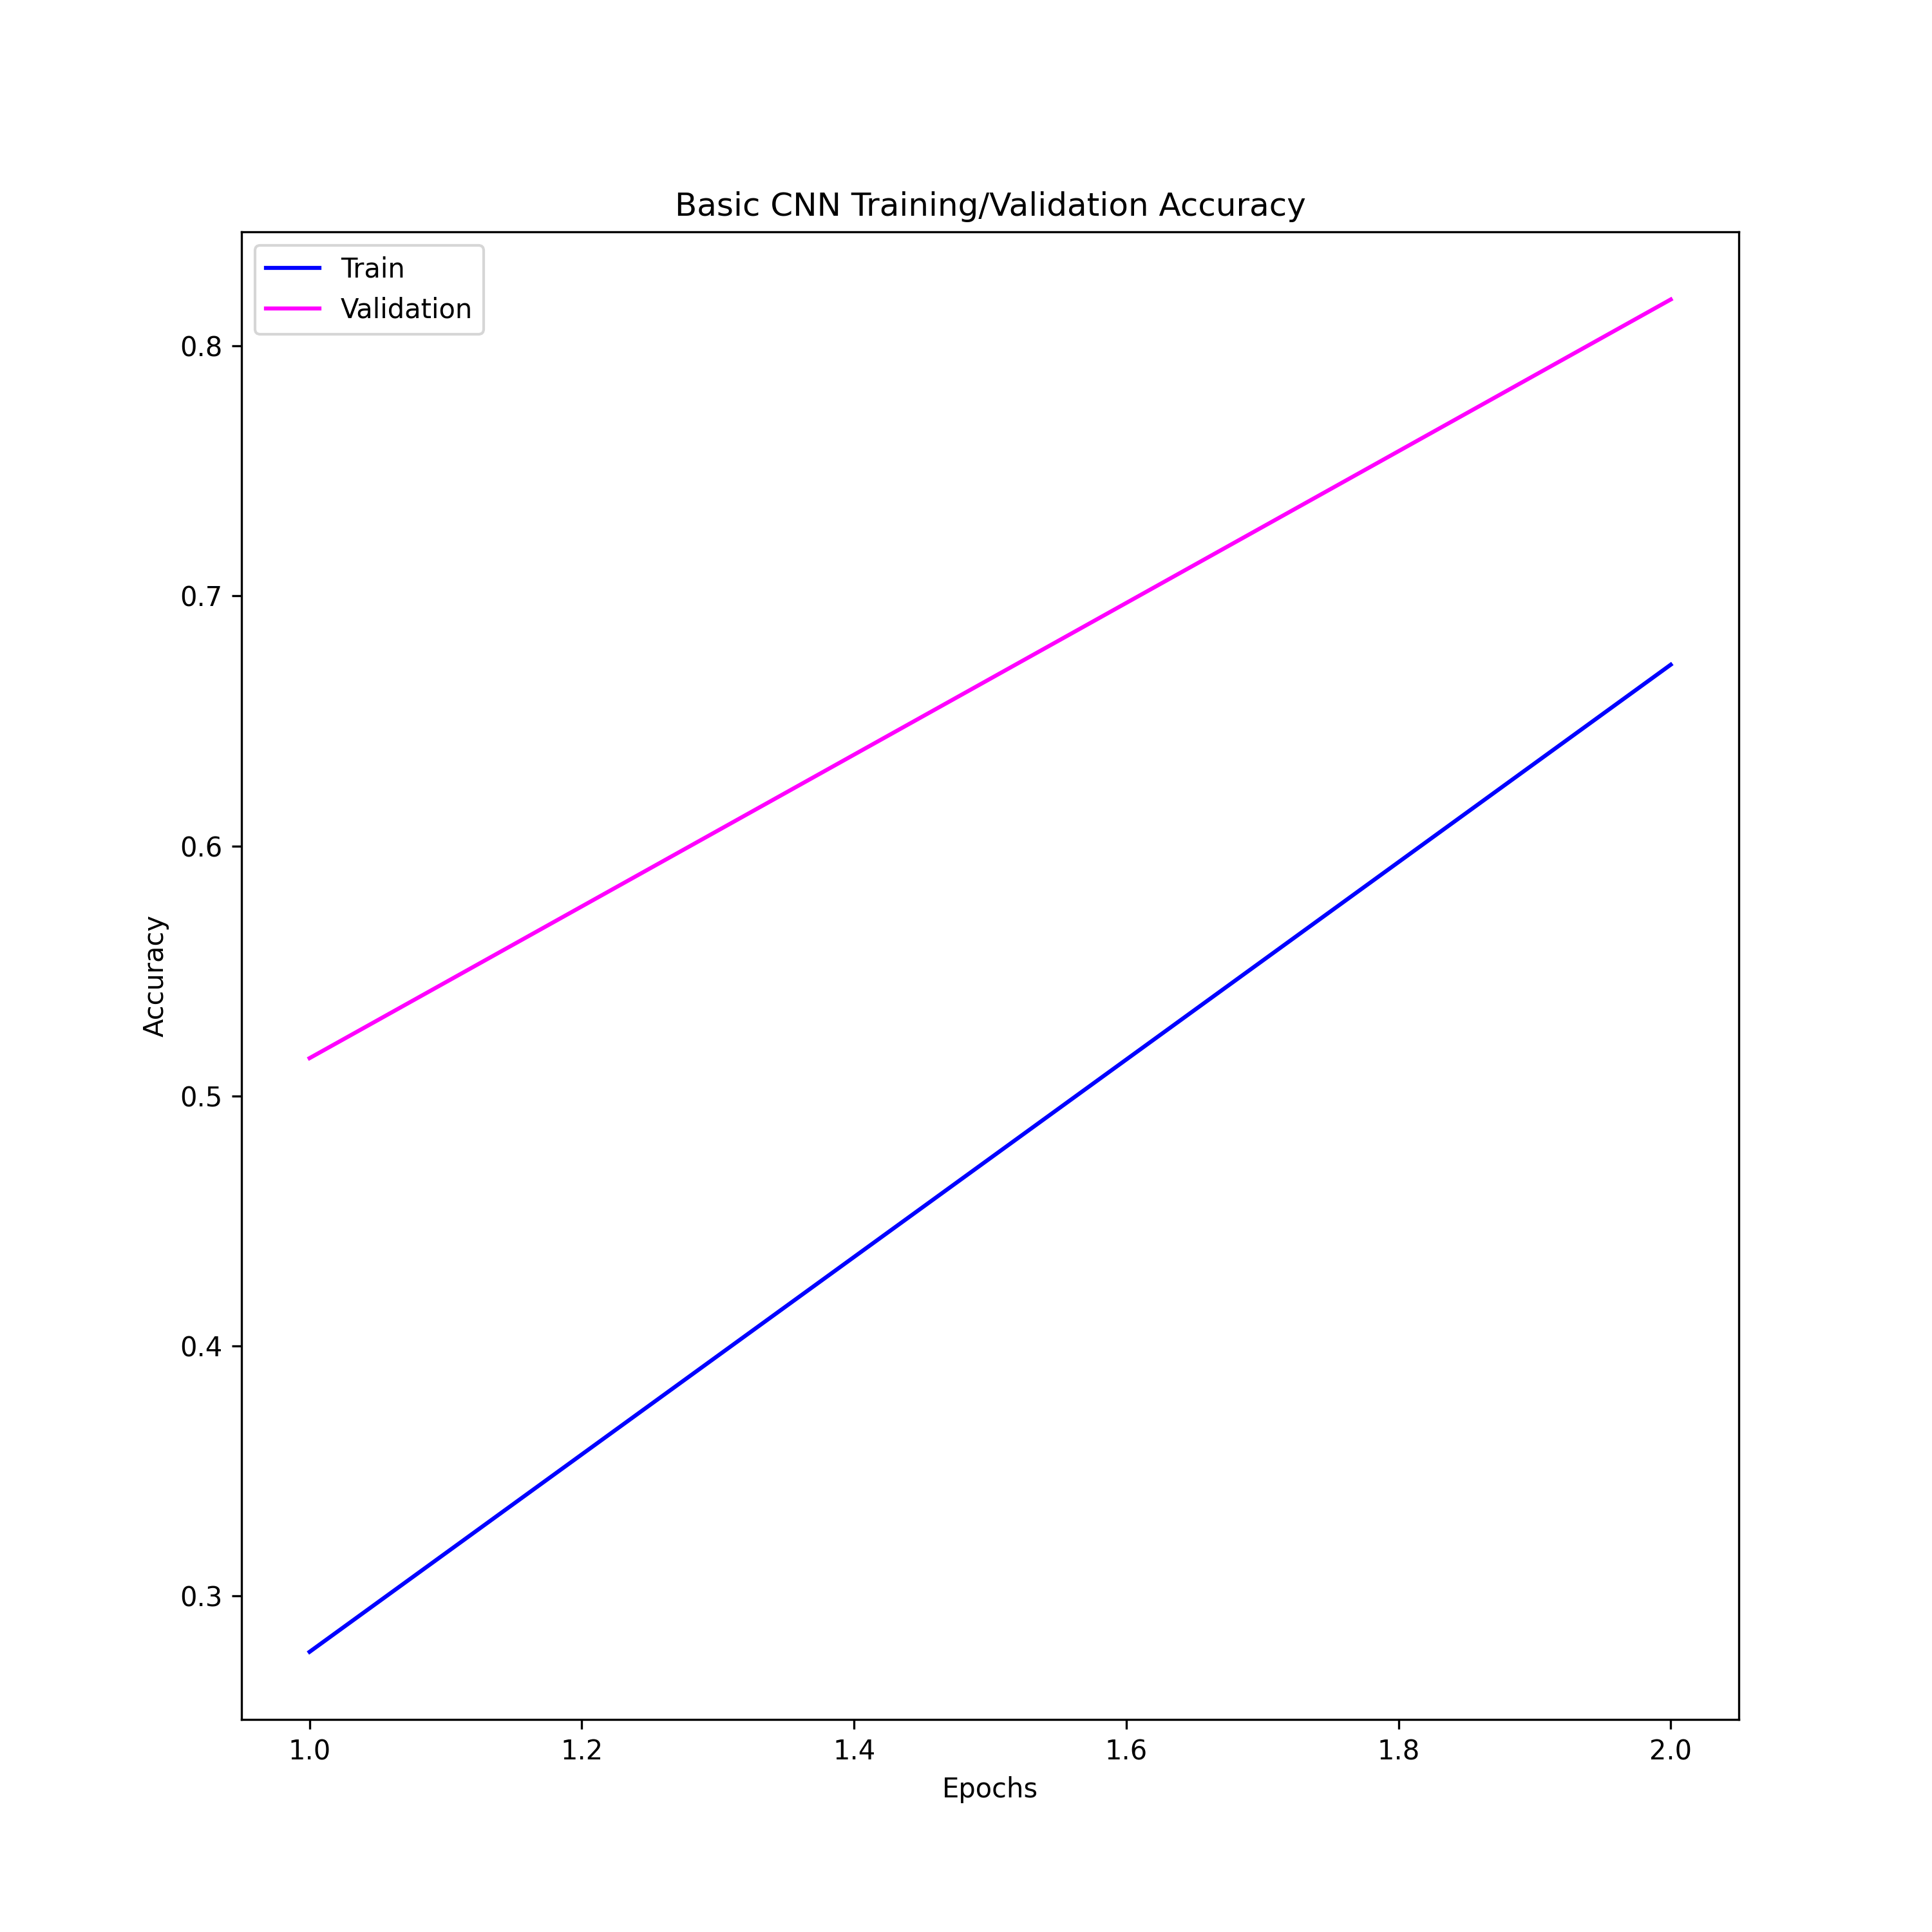 Basic CNN Training/Validation Accuracy
Train
Validation
0.8
0.7
0.6
0.5
0.4
0.3
Accuracy
1.0 1.2 1.4 1.6 1.8 2.0
Epochs